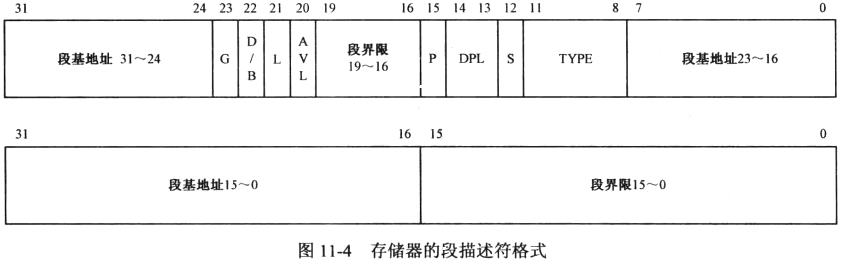 31 24 23 22 21 20 19 16 15 14 13 12 11 8 7 0
段基地址 31～24 G D/B L AVL 段界限 19～16 P DPL S TYPE 段基地址23～16
31 16 15 0
段基地址15～0 段界限15～0
图 11-4 存储器的段描述符格式